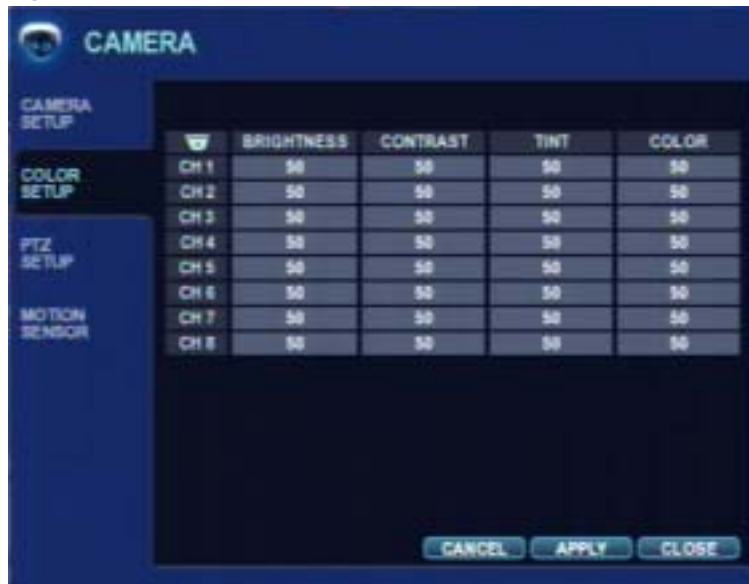 CAMERA
CAMERA
SETUP
COLOR
SETUP
PTZ
SETUP
MOTION
SENSOR
BRIGHTNESS CONTRAST TINT COLOR
CH 1 50 50 50 50
CH 2 50 50 50 50
CH 3 50 50 50 50
CH 4 50 50 50 50
CH 5 50 50 50 50
CH 6 50 50 50 50
CH 7 50 50 50 50
CH 8 50 50 50 50
CANCEL APPLY CLOSE